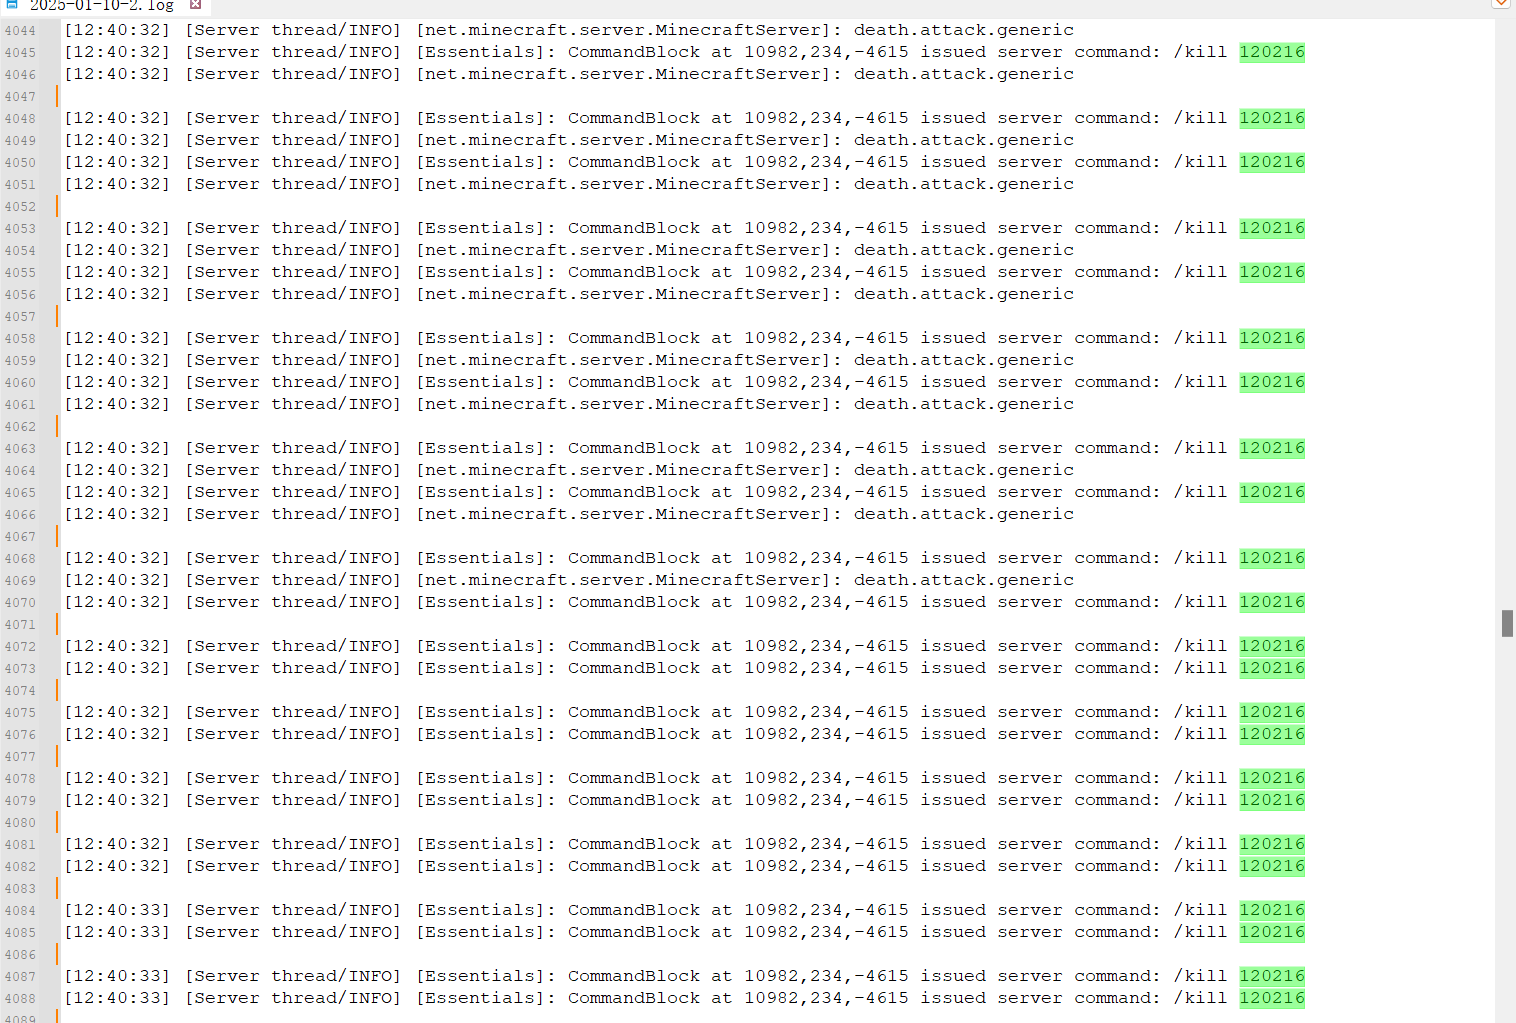 2025-01-10-2.log
4044 [12:40:32] [Server thread/INFO] [net.minecraft.server.MinecraftServer]: death.attack.generic
4045 [12:40:32] [Server thread/INFO] [Essentials]: CommandBlock at 10982,234,-4615 issued server command: /kill 120216
4046 [12:40:32] [Server thread/INFO] [net.minecraft.server.MinecraftServer]: death.attack.generic
4047
4048 [12:40:32] [Server thread/INFO] [Essentials]: CommandBlock at 10982,234,-4615 issued server command: /kill 120216
4049 [12:40:32] [Server thread/INFO] [net.minecraft.server.MinecraftServer]: death.attack.generic
4050 [12:40:32] [Server thread/INFO] [Essentials]: CommandBlock at 10982,234,-4615 issued server command: /kill 120216
4051 [12:40:32] [Server thread/INFO] [net.minecraft.server.MinecraftServer]: death.attack.generic
4052
4053 [12:40:32] [Server thread/INFO] [Essentials]: CommandBlock at 10982,234,-4615 issued server command: /kill 120216
4054 [12:40:32] [Server thread/INFO] [net.minecraft.server.MinecraftServer]: death.attack.generic
4055 [12:40:32] [Server thread/INFO] [Essentials]: CommandBlock at 10982,234,-4615 issued server command: /kill 120216
4056 [12:40:32] [Server thread/INFO] [net.minecraft.server.MinecraftServer]: death.attack.generic
4057
4058 [12:40:32] [Server thread/INFO] [Essentials]: CommandBlock at 10982,234,-4615 issued server command: /kill 120216
4059 [12:40:32] [Server thread/INFO] [net.minecraft.server.MinecraftServer]: death.attack.generic
4060 [12:40:32] [Server thread/INFO] [Essentials]: CommandBlock at 10982,234,-4615 issued server command: /kill 120216
4061 [12:40:32] [Server thread/INFO] [net.minecraft.server.MinecraftServer]: death.attack.generic
4062
4063 [12:40:32] [Server thread/INFO] [Essentials]: CommandBlock at 10982,234,-4615 issued server command: /kill 120216
4064 [12:40:32] [Server thread/INFO] [net.minecraft.server.MinecraftServer]: death.attack.generic
4065 [12:40:32] [Server thread/INFO] [Essentials]: CommandBlock at 10982,234,-4615 issued server command: /kill 120216
4066 [12:40:32] [Server thread/INFO] [net.minecraft.server.MinecraftServer]: death.attack.generic
4067
4068 [12:40:32] [Server thread/INFO] [Essentials]: CommandBlock at 10982,234,-4615 issued server command: /kill 120216
4069 [12:40:32] [Server thread/INFO] [net.minecraft.server.MinecraftServer]: death.attack.generic
4070 [12:40:32] [Server thread/INFO] [Essentials]: CommandBlock at 10982,234,-4615 issued server command: /kill 120216
4071
4072 [12:40:32] [Server thread/INFO] [Essentials]: CommandBlock at 10982,234,-4615 issued server command: /kill 120216
4073 [12:40:32] [Server thread/INFO] [Essentials]: CommandBlock at 10982,234,-4615 issued server command: /kill 120216
4074
4075 [12:40:32] [Server thread/INFO] [Essentials]: CommandBlock at 10982,234,-4615 issued server command: /kill 120216
4076 [12:40:32] [Server thread/INFO] [Essentials]: CommandBlock at 10982,234,-4615 issued server command: /kill 120216
4077
4078 [12:40:32] [Server thread/INFO] [Essentials]: CommandBlock at 10982,234,-4615 issued server command: /kill 120216
4079 [12:40:32] [Server thread/INFO] [Essentials]: CommandBlock at 10982,234,-4615 issued server command: /kill 120216
4080
4081 [12:40:32] [Server thread/INFO] [Essentials]: CommandBlock at 10982,234,-4615 issued server command: /kill 120216
4082 [12:40:32] [Server thread/INFO] [Essentials]: CommandBlock at 10982,234,-4615 issued server command: /kill 120216
4083
4084 [12:40:33] [Server thread/INFO] [Essentials]: CommandBlock at 10982,234,-4615 issued server command: /kill 120216
4085 [12:40:33] [Server thread/INFO] [Essentials]: CommandBlock at 10982,234,-4615 issued server command: /kill 120216
4086
4087 [12:40:33] [Server thread/INFO] [Essentials]: CommandBlock at 10982,234,-4615 issued server command: /kill 120216
4088 [12:40:33] [Server thread/INFO] [Essentials]: CommandBlock at 10982,234,-4615 issued server command: /kill 120216
4089